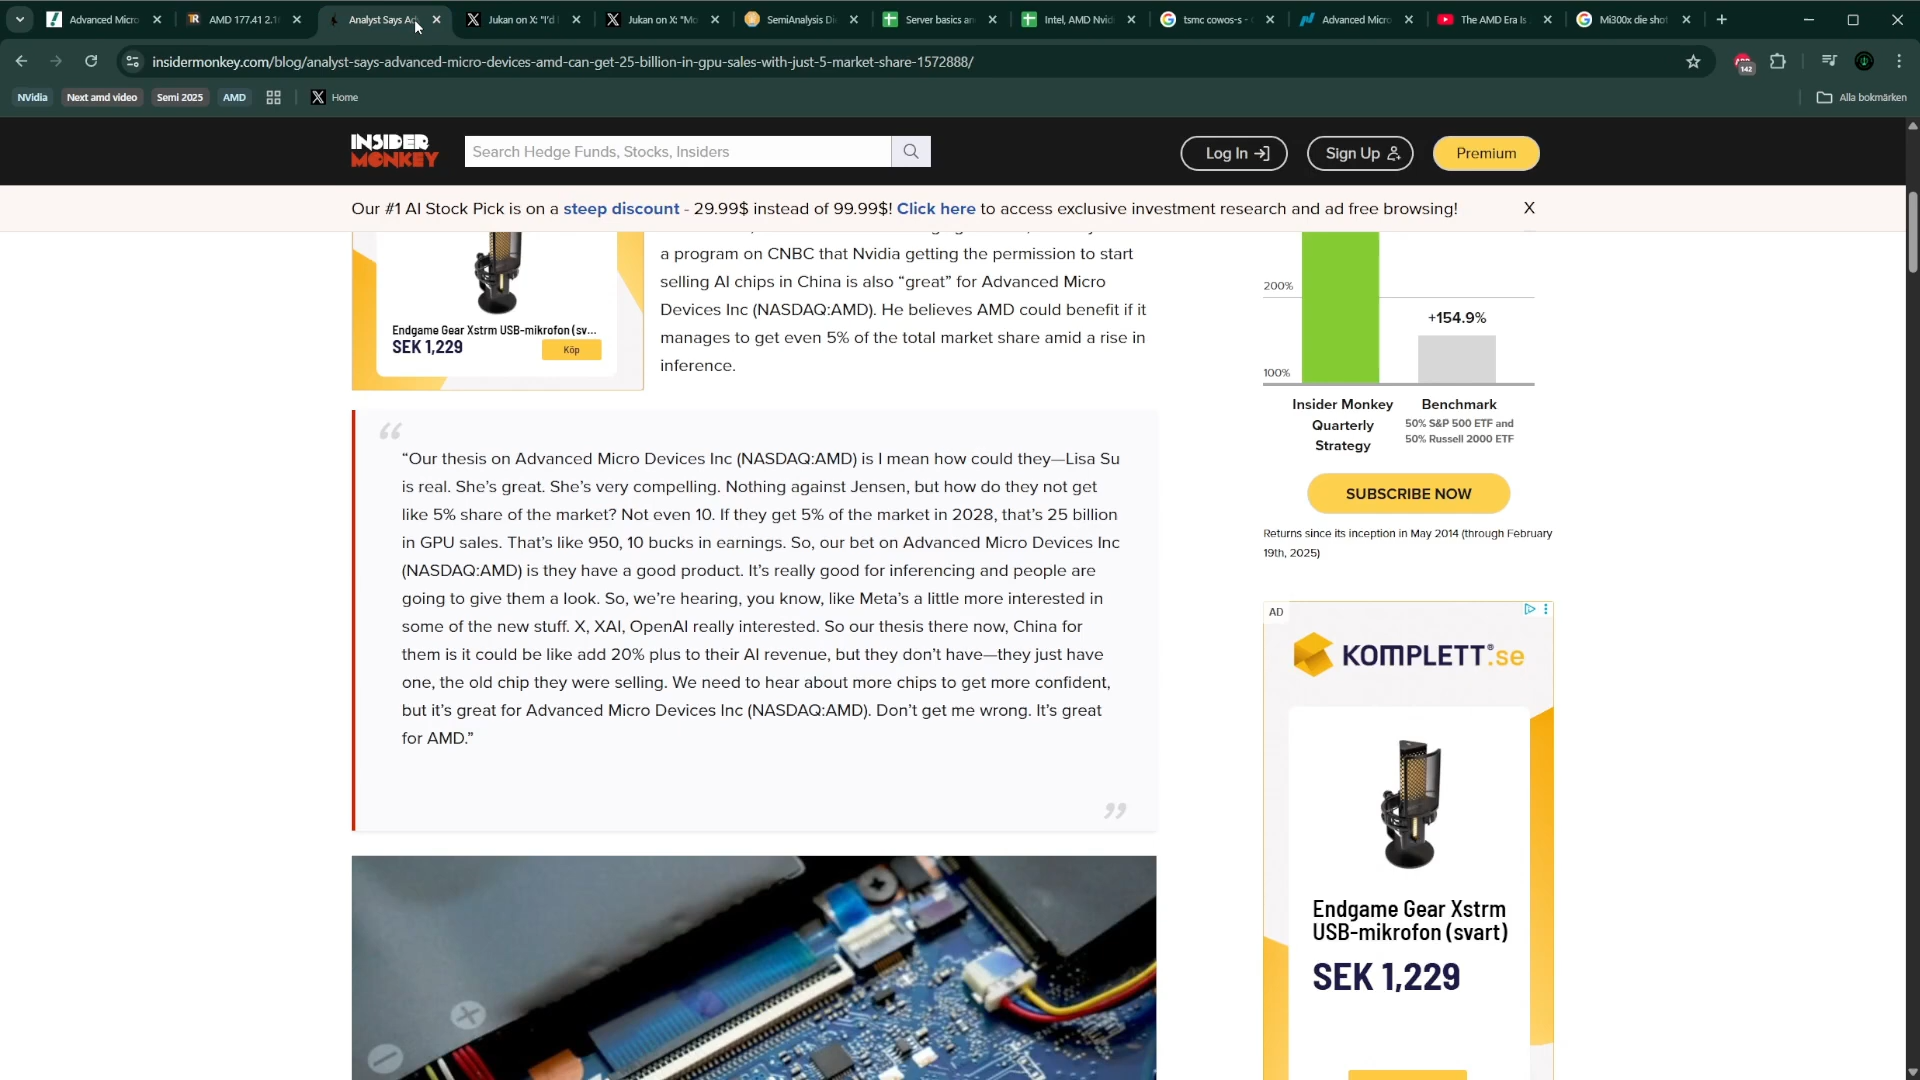 Advanced Micro
AMD 177.41 2.1
Analyst Says Ad
Jukan on X: "I'd
Jukan on X: "Mo
SemiAnalysis Di
Server basics an
Intel, AMD Nvid
tsmc cowos-s -
Advanced Micro
The AMD Era Is
Mi300x die shot
insidermonkey.com/blog/analyst-says-advanced-micro-devices-amd-can-get-25-billion-in-gpu-sales-with-just-5-market-share-1572888/
142
NVidia
Next amd video
Semi 2025
AMD
Home
Alla bokmärken
INSIDER
MONKEY
Search Hedge Funds, Stocks, Insiders
Log In
Sign Up
Premium
Our #1 AI Stock Pick is on a steep discount - 29.99$ instead of 99.99$! Click here to access exclusive investment research and ad free browsing!
X
Endgame Gear Xstrm USB-mikrofon (sv...
SEK 1,229
Köp
a program on CNBC that Nvidia getting the permission to start
selling AI chips in China is also “great” for Advanced Micro
Devices Inc (NASDAQ:AMD). He believes AMD could benefit if it
manages to get even 5% of the total market share amid a rise in
inference.
“Our thesis on Advanced Micro Devices Inc (NASDAQ:AMD) is I mean how could they—Lisa Su
is real. She’s great. She’s very compelling. Nothing against Jensen, but how do they not get
like 5% share of the market? Not even 10. If they get 5% of the market in 2028, that’s 25 billion
in GPU sales. That’s like 950, 10 bucks in earnings. So, our bet on Advanced Micro Devices Inc
(NASDAQ:AMD) is they have a good product. It’s really good for inferencing and people are
going to give them a look. So, we’re hearing, you know, like Meta’s a little more interested in
some of the new stuff. X, XAI, OpenAI really interested. So our thesis there now, China for
them is it could be like add 20% plus to their AI revenue, but they don’t have—they just have
one, the old chip they were selling. We need to hear about more chips to get more confident,
but it’s great for Advanced Micro Devices Inc (NASDAQ:AMD). Don’t get me wrong. It’s great
for AMD.”
200%
+154.9%
100%
Insider Monkey
Quarterly
Strategy
Benchmark
50% S&P 500 ETF and
50% Russell 2000 ETF
SUBSCRIBE NOW
Returns since its inception in May 2014 (through February
19th, 2025)
AD
KOMPLETT®.se
Endgame Gear Xstrm
USB-mikrofon (svart)
SEK 1,229